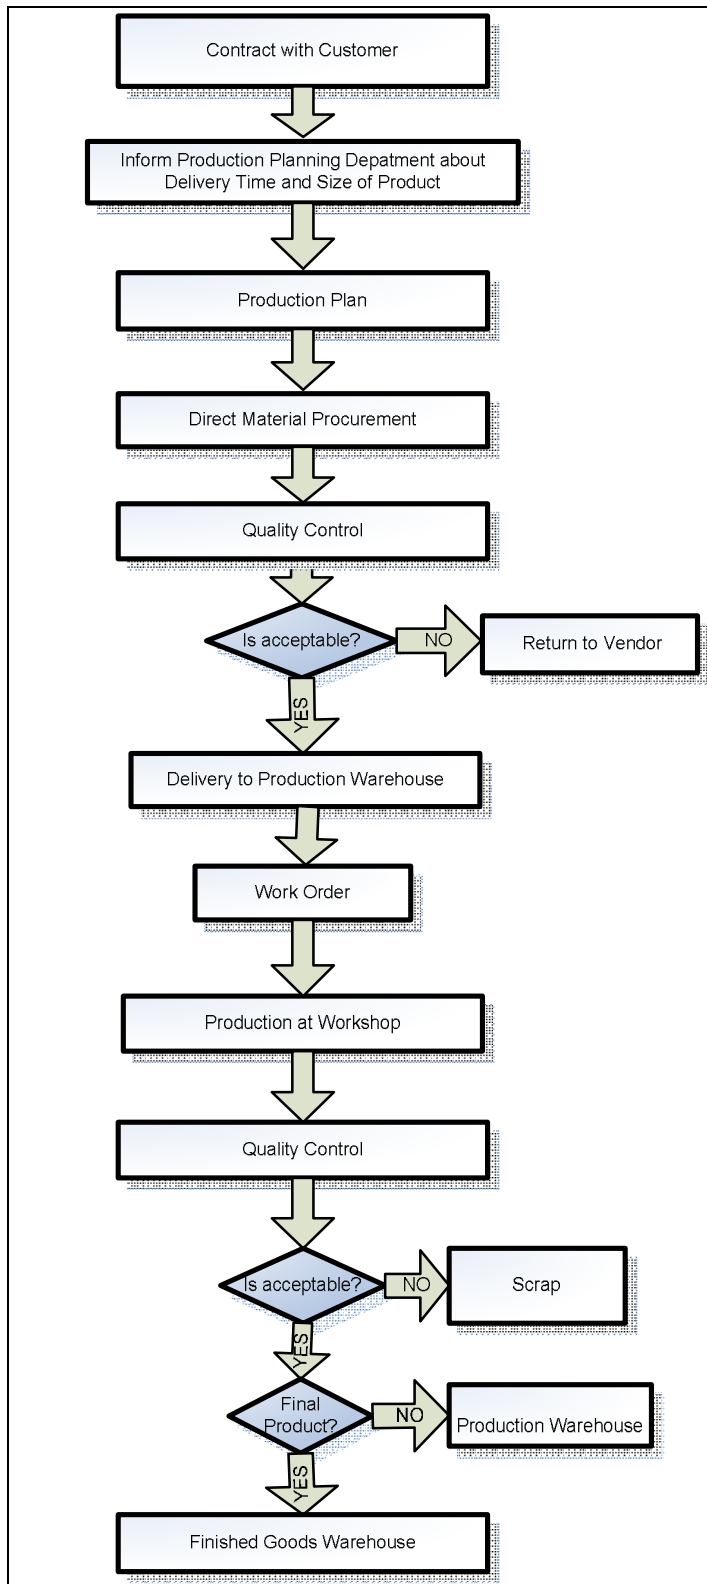 Contract with Customer
Inform Production Planning Depatment about
Delivery Time and Size of Product
Production Plan
Direct Material Procurement
Quality Control
Is acceptable?
NO
Return to Vendor
YES
Delivery to Production Warehouse
Work Order
Production at Workshop
Quality Control
Is acceptable?
NO
Scrap
YES
Final
Product?
NO
Production Warehouse
YES
Finished Goods Warehouse